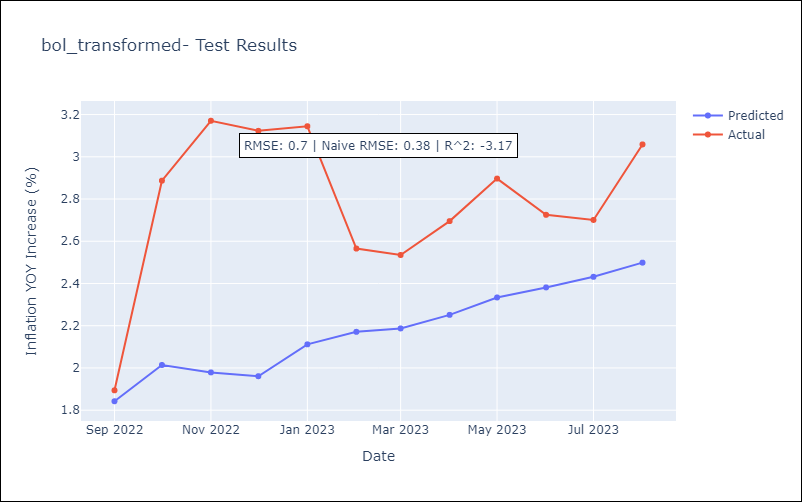 bol_transformed- Test Results
3.2
3
2.8
2.6
2.4
2.2
2
1.8
Inflation YOY Increase (%)
RMSE: 0.7 | Naive RMSE: 0.38 | R^2: -3.17
Predicted
Actual
Sep 2022 Nov 2022 Jan 2023 Mar 2023 May 2023 Jul 2023
Date